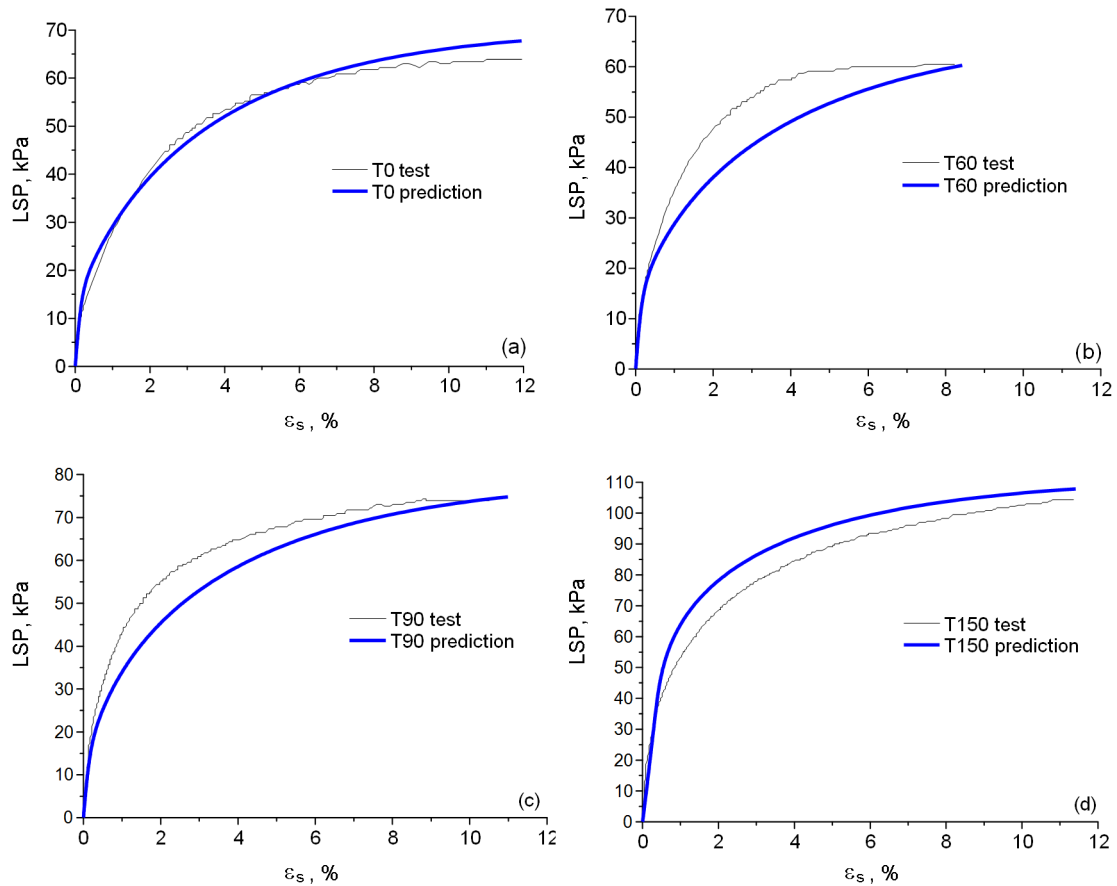 70
60
50
40
30
20
10
0
LSP, kPa
T0 test
T0 prediction
(a)
0 2 4 6 8 10 12
εs , %
70
60
50
40
30
20
10
0
LSP, kPa
T60 test
T60 prediction
(b)
0 2 4 6 8 10 12
εs , %
80
70
60
50
40
30
20
10
0
LSP, kPa
T90 test
T90 prediction
(c)
0 2 4 6 8 10 12
εs , %
110
100
90
80
70
60
50
40
30
20
10
0
LSP, kPa
T150 test
T150 prediction
(d)
0 2 4 6 8 10 12
εs , %